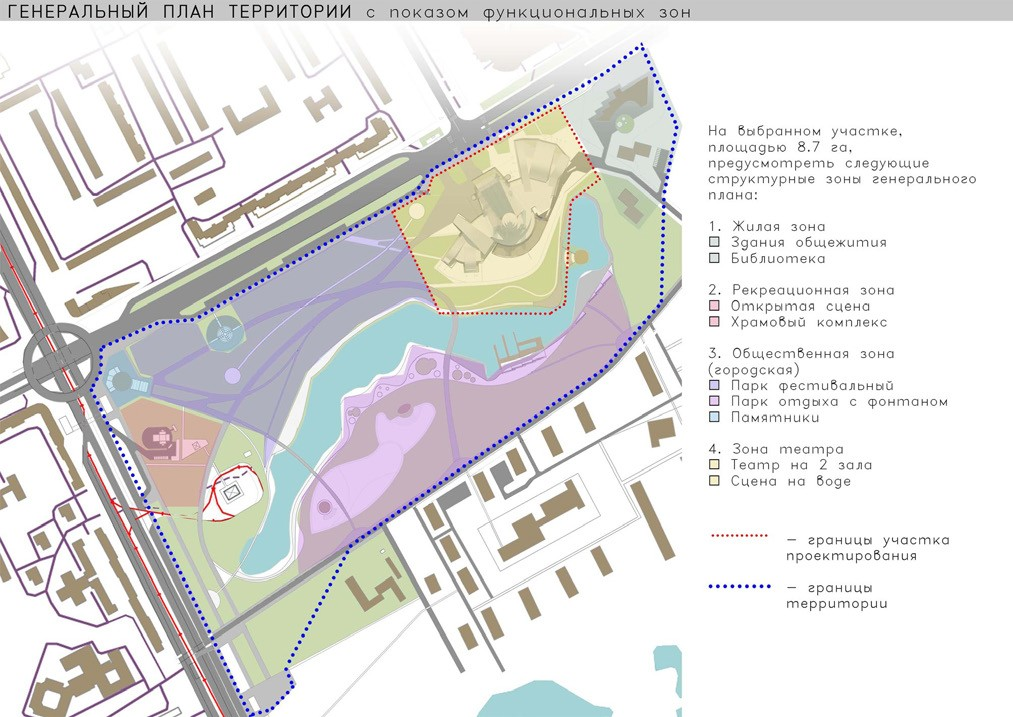 ГЕНЕРАЛЬНЫЙ ПЛАН ТЕРРИТОРИИ с показом функциональных зон
На выбранном участке,
площадью 8.7 га,
предусмотреть следующие
структурные зоны генерального
плана:
1. Жилая зона
Здания общежития
Библиотека
2. Рекреационная зона
Открытая сцена
Храмовый комплекс
3. Общественная зона
(городская)
Парк фестивальный
Парк отдыха с фонтаном
Памятники
4. Зона театра
Театр на 2 зала
Сцена на воде
– границы участка
проектирования
– границы
территории